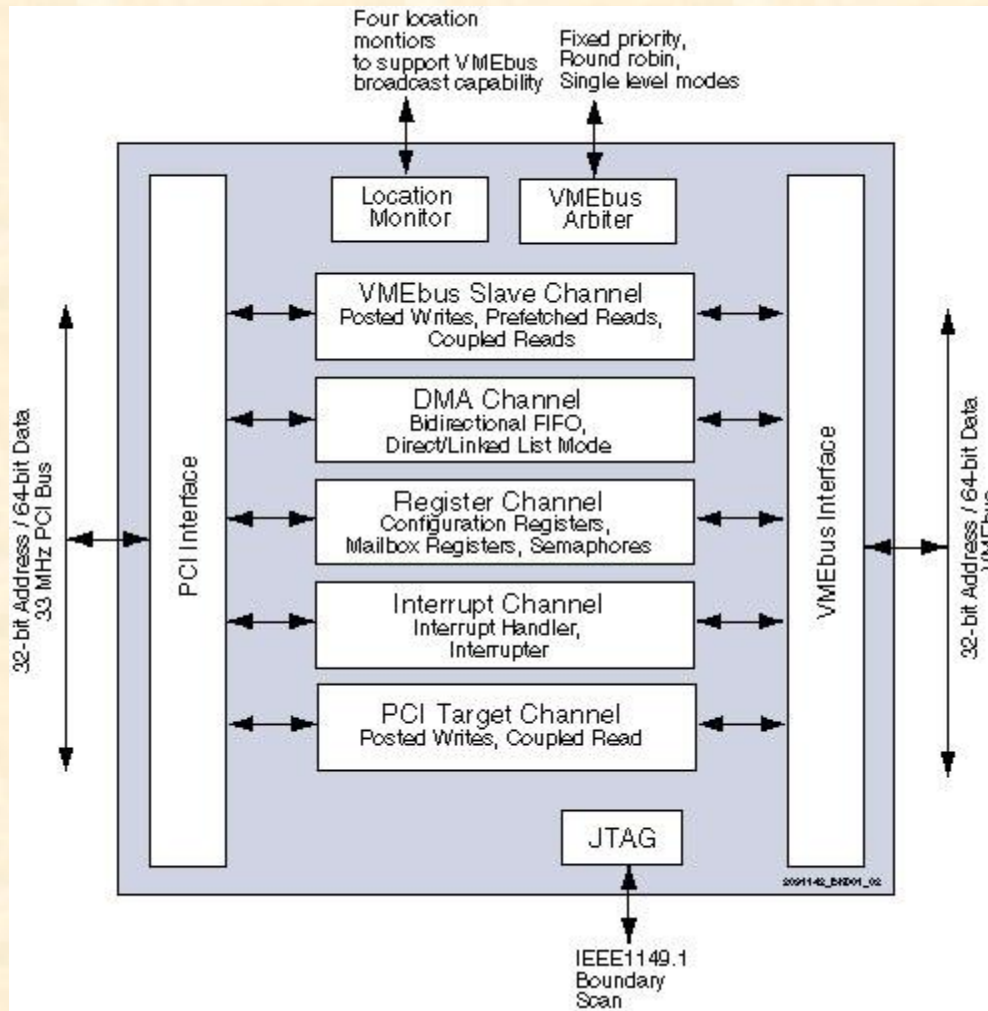 Four location
montiors
to support VMEbus
broadcast capability
Fixed priority,
Round robin,
Single level modes
Location
Monitor
VMEbus
Arbiter
VMEbus Slave Channel
Posted Writes, Prefetched Reads,
Coupled Reads
DMA Channel
Bidirectional FIFO,
Direct/Linked List Mode
Register Channel
Configuration Registers,
Mailbox Registers, Semaphores
Interrupt Channel
Interrupt Handler,
Interrupter
PCI Target Channel
Posted Writes, Coupled Read
32-bit Address / 64-bit Data
33 MHz PCI Bus
PCI Interface
VMEbus Interface
32-bit Address / 64-bit Data
VMEbus
JTAG
IEEE1149.1
Boundary
Scan